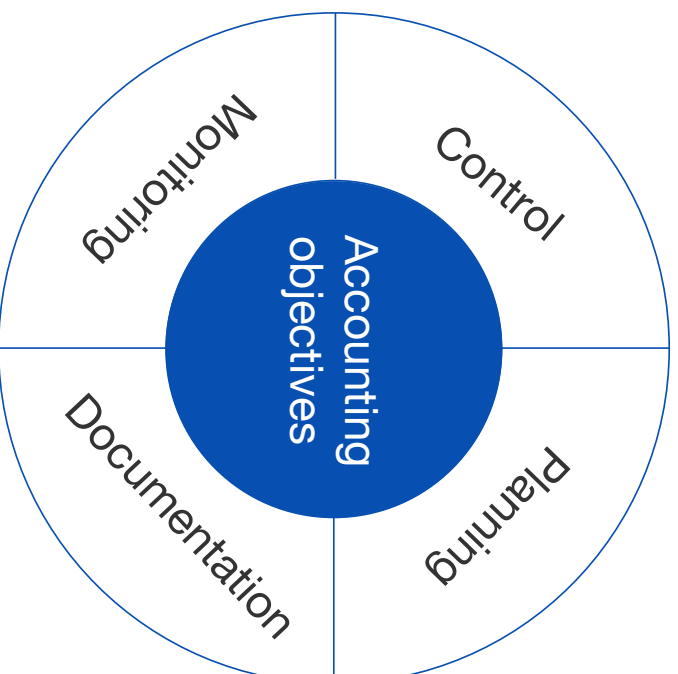 Accounting
objectives
Control
Planning
Documentation
Monitoring